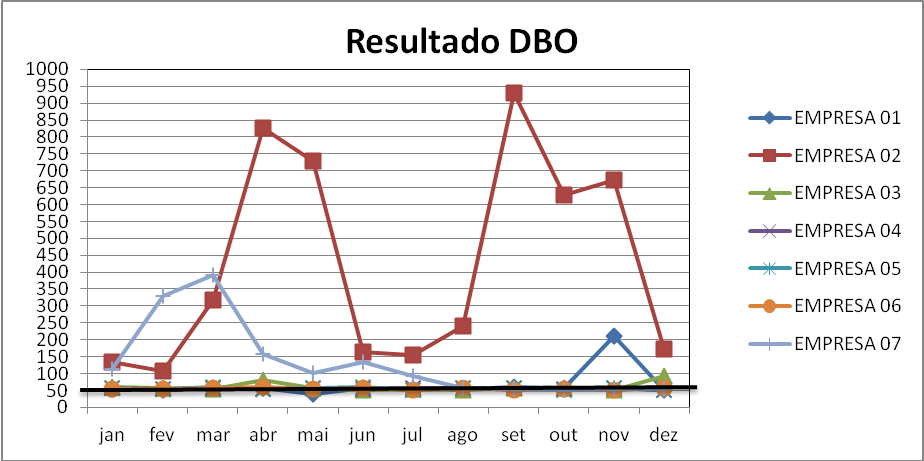 Resultado DBO
1000
950
900
850
800
750
700
650
600
550
500
450
400
350
300
250
200
150
100
50
0
jan fev mar abr mai jun jul ago set out nov dez
EMPRESA 01
EMPRESA 02
EMPRESA 03
EMPRESA 04
EMPRESA 05
EMPRESA 06
EMPRESA 07